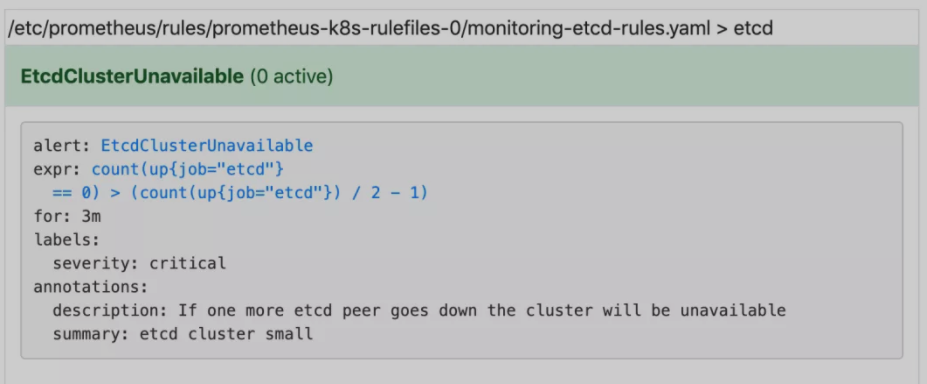 /etc/prometheus/rules/prometheus-k8s-rulefiles-0/monitoring-etcd-rules.yaml > etcd
EtcdClusterUnavailable (0 active)
alert: EtcdClusterUnavailable
expr: count(up{job="etcd"}
== 0) > (count(up{job="etcd"}) / 2 - 1)
for: 3m
labels:
severity: critical
annotations:
description: If one more etcd peer goes down the cluster will be unavailable
summary: etcd cluster small